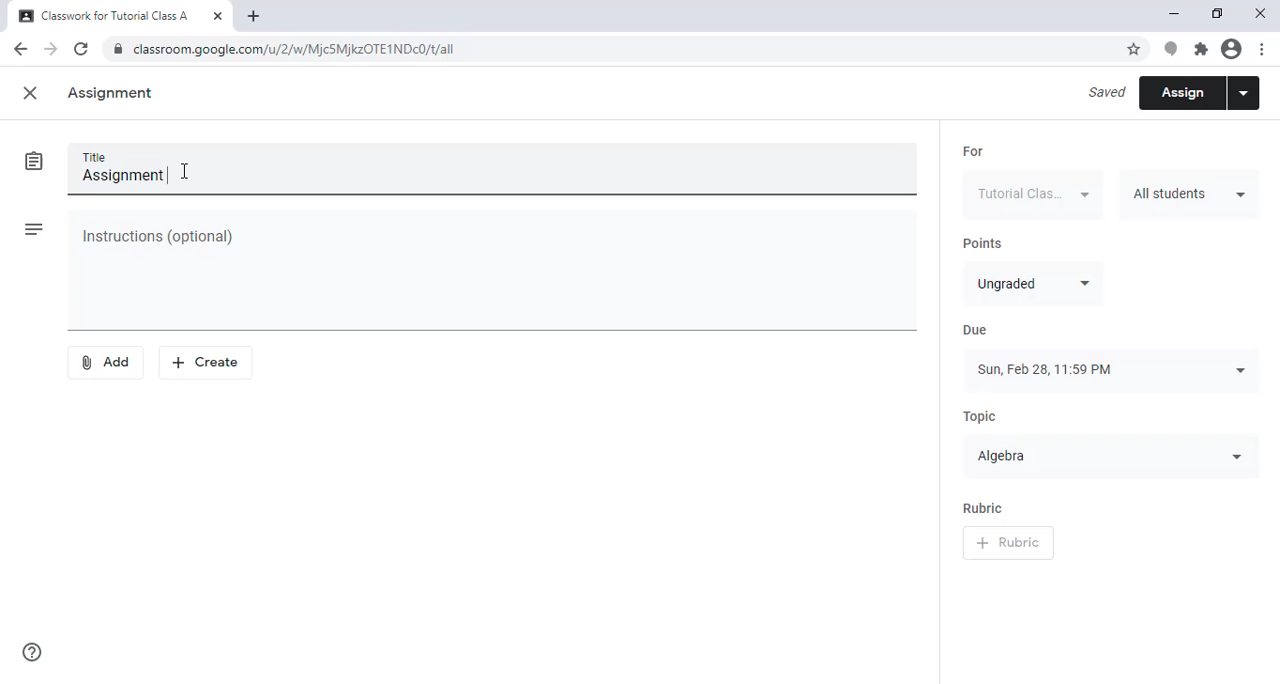 Classwork for Tutorial Class A
classroom.google.com/u/2/w/Mjc5MjkzOTE1NDc0/t/all
Assignment
Saved
Assign
Title
Assignment
Instructions (optional)
Add
Create
For
Tutorial Clas...
All students
Points
Ungraded
Due
Sun, Feb 28, 11:59 PM
Topic
Algebra
Rubric
Rubric